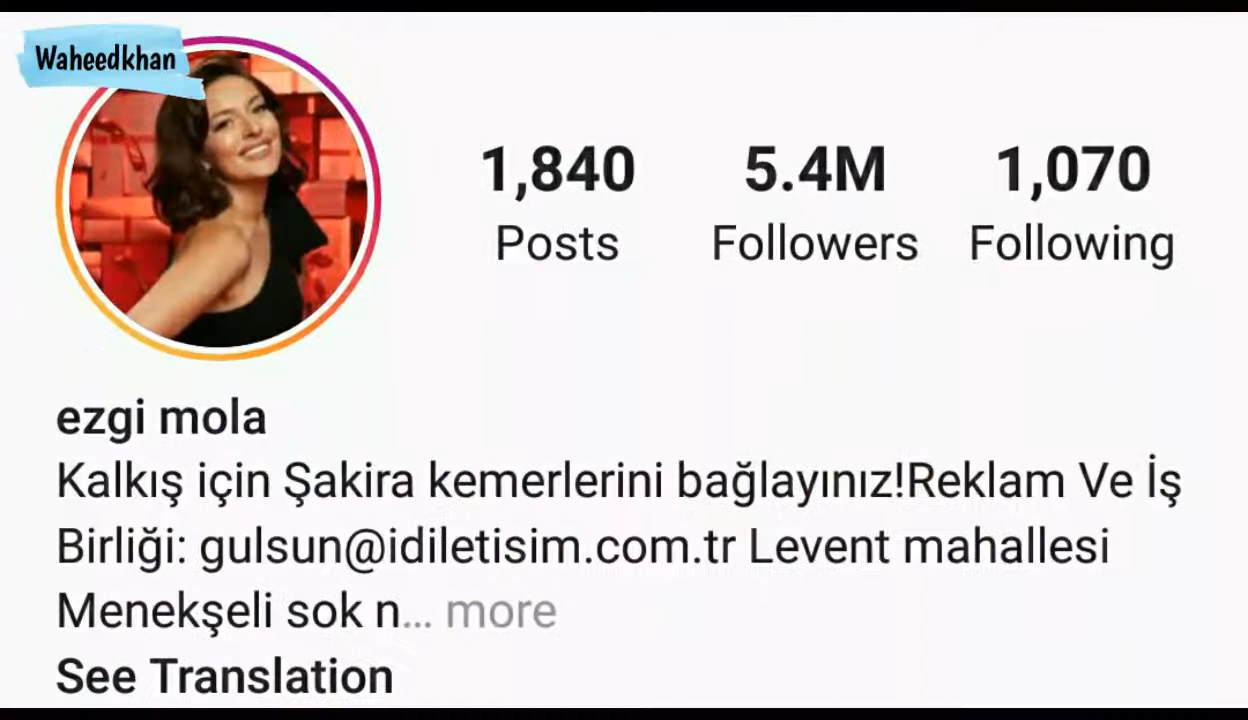 Waheedkhan
1,840 5.4M 1,070
Posts Followers Following
ezgi mola
Kalkış için Şakira kemerlerini bağlayınız!Reklam Ve İş
Birliği: gulsun@idiletisim.com.tr Levent mahallesi
Menekşeli sok n... more
See Translation